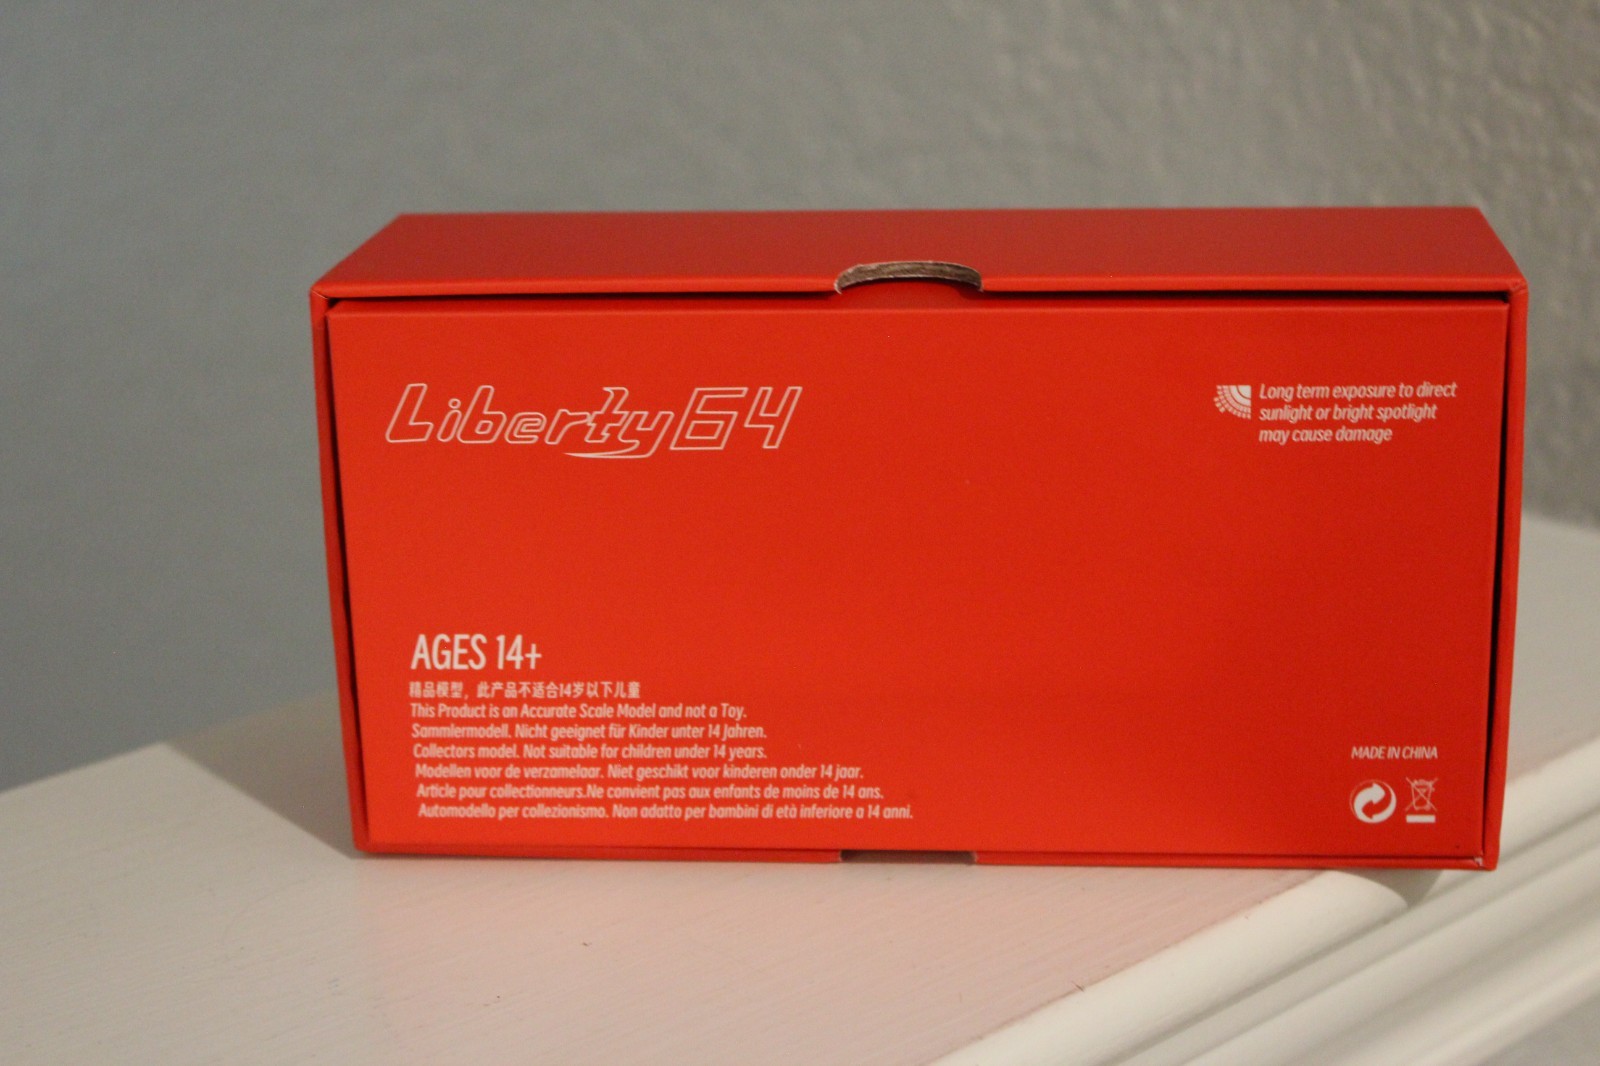 Liberty64
Long term exposure to direct
sunlight or bright spotlight
may cause damage
AGES 14+
精品模型，此产品不适合14岁以下儿童
This Product is an Accurate Scale Model and not a Toy.
Sammlermodell. Nicht geeignet für Kinder unter 14 Jahren.
Collectors model. Not suitable for children under 14 years.
Modellen voor de verzamelaar. Niet geschikt voor kinderen onder 14 jaar.
Article pour collectionneurs.Ne convient pas aux enfants de moins de 14 ans.
Automodello per collezionismo. Non adatto per bambini di età inferiore a 14 anni.
MADE IN CHINA